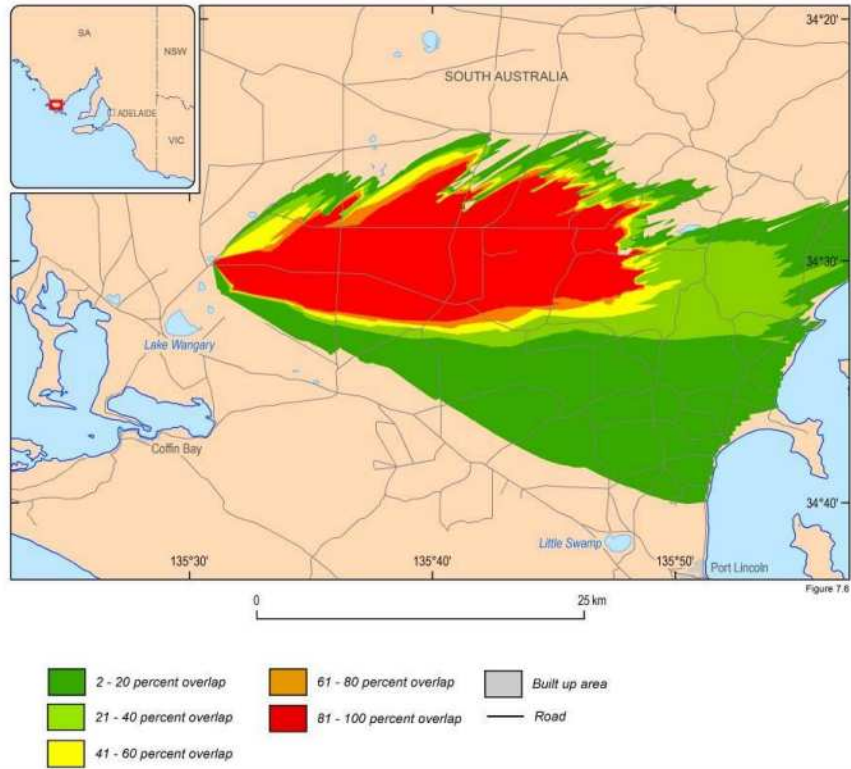 SA
NSW
ADELAIDE
VIC
34°20'
SOUTH AUSTRALIA
34°30'
Lake Wangary
Coffin Bay
34°40'
135°30'
135°40'
Little Swamp
135°50'
Port Lincoln
Figure 7.6
0
25 km
2 - 20 percent overlap
61 - 80 percent overlap
Built up area
21 - 40 percent overlap
81 - 100 percent overlap
Road
41 - 60 percent overlap